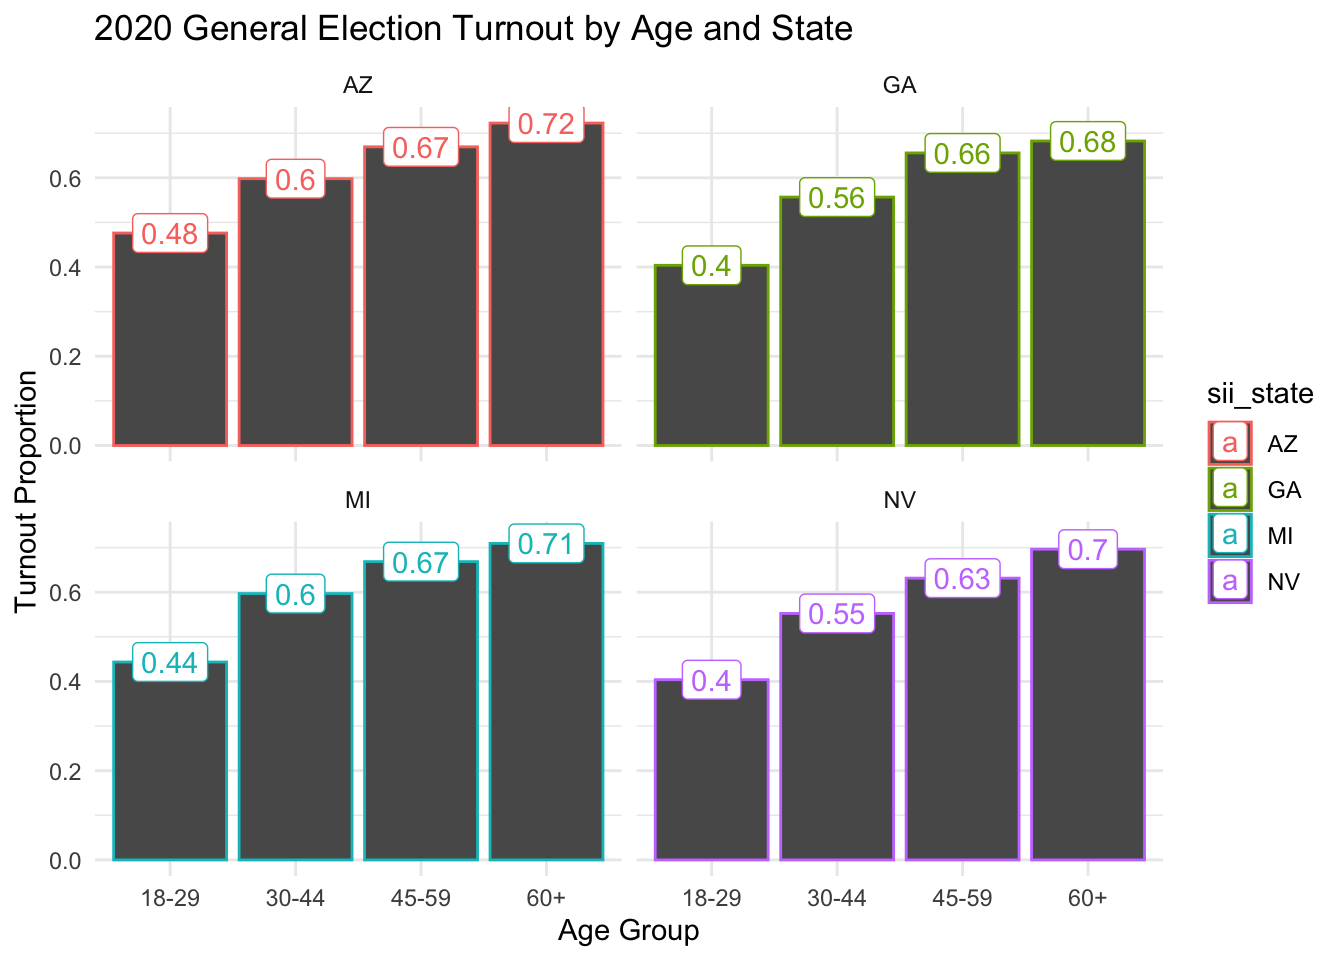 2020 General Election Turnout by Age and State
AZ
GA
0.48
0.6
0.67
0.72
0.4
0.56
0.66
0.68
0.6
0.4
0.2
0.0
MI
NV
0.44
0.6
0.67
0.71
0.4
0.55
0.63
0.7
0.6
0.4
0.2
0.0
18-29
30-44
45-59
60+
18-29
30-44
45-59
60+
Age Group
Turnout Proportion
sii_state
a AZ
a GA
a MI
a NV